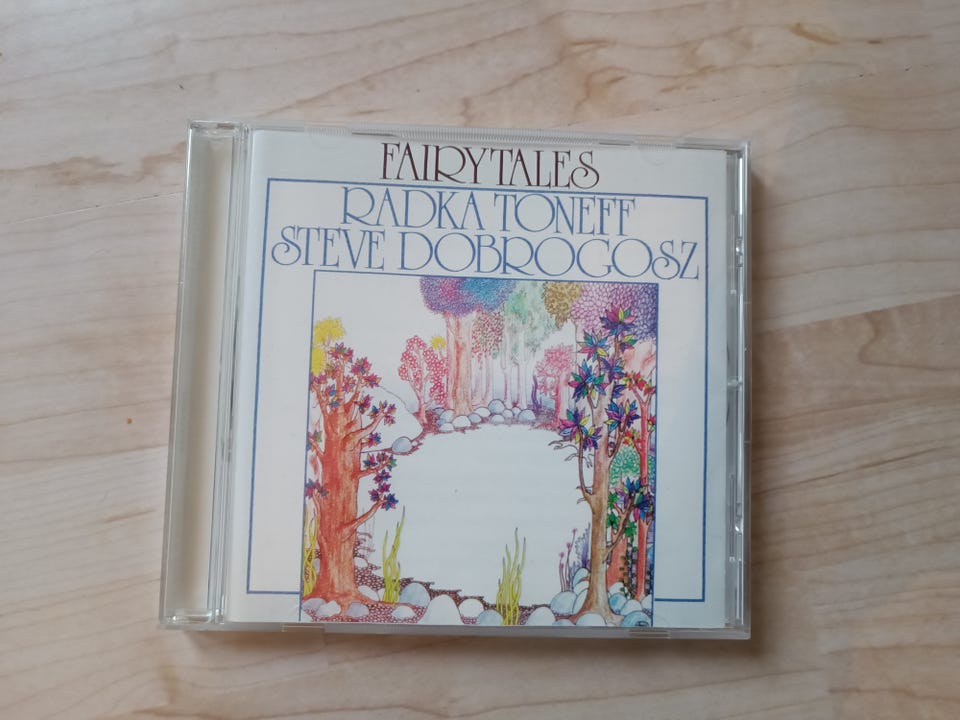 FAIRYTALES
RADKA TONEFF
STEVE DOBROGOSZ